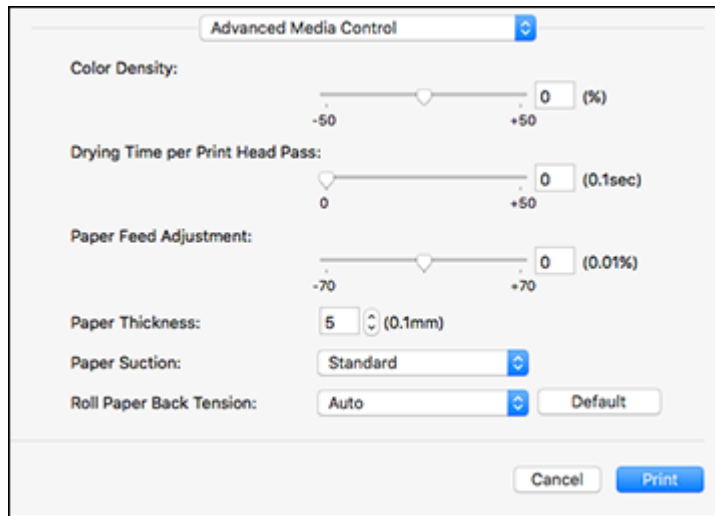 Advanced Media Control
Color Density:
0 (%)
-50 +50
Drying Time per Print Head Pass:
0 (0.1sec)
0 +50
Paper Feed Adjustment:
0 (0.01%)
-70 +70
Paper Thickness: 5 (0.1mm)
Paper Suction: Standard
Roll Paper Back Tension: Auto Default
Cancel Print